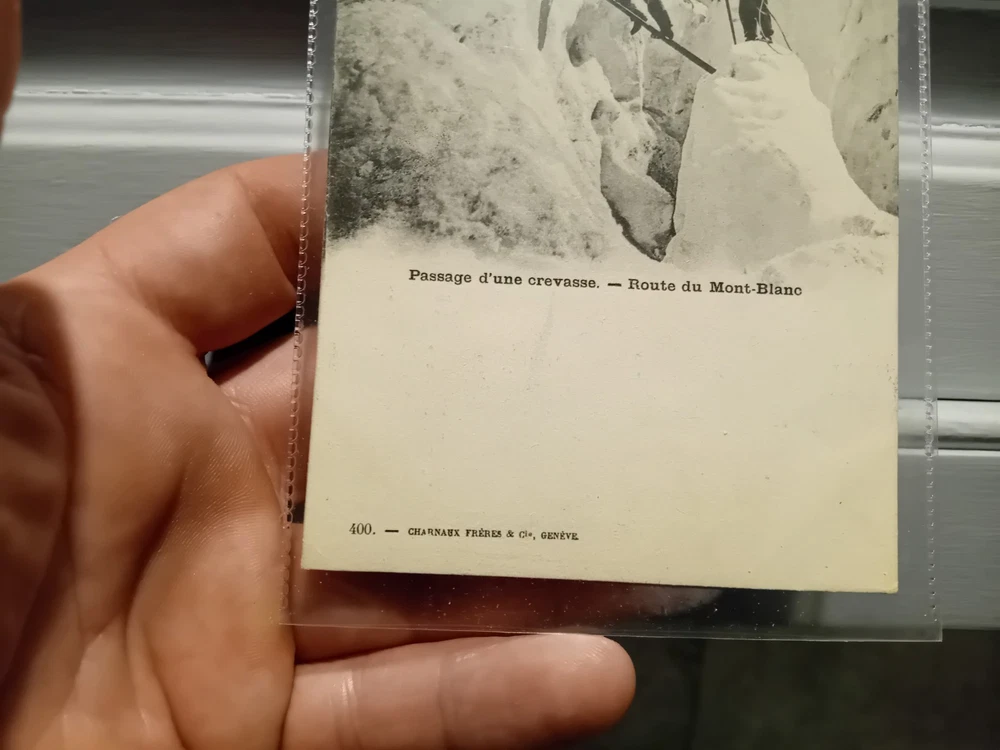 Passage d'une crevasse. — Route du Mont-Blanc
400. — CHARNAUX FRÈRES & Cie, GENÈVE